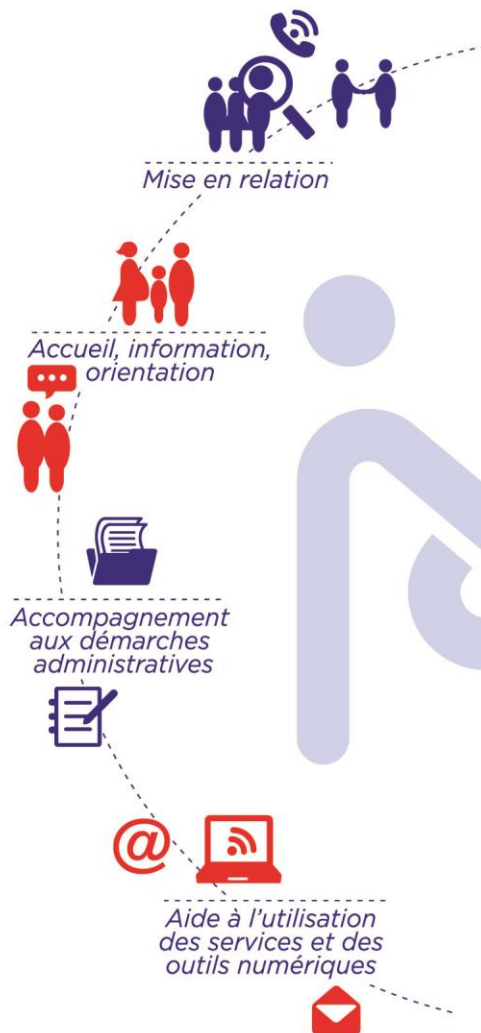 Mise en relation
Accueil, information,
orientation
Accompagnement
aux démarches
administratives
@
Aide à l'utilisation
des services et des
outils numériques